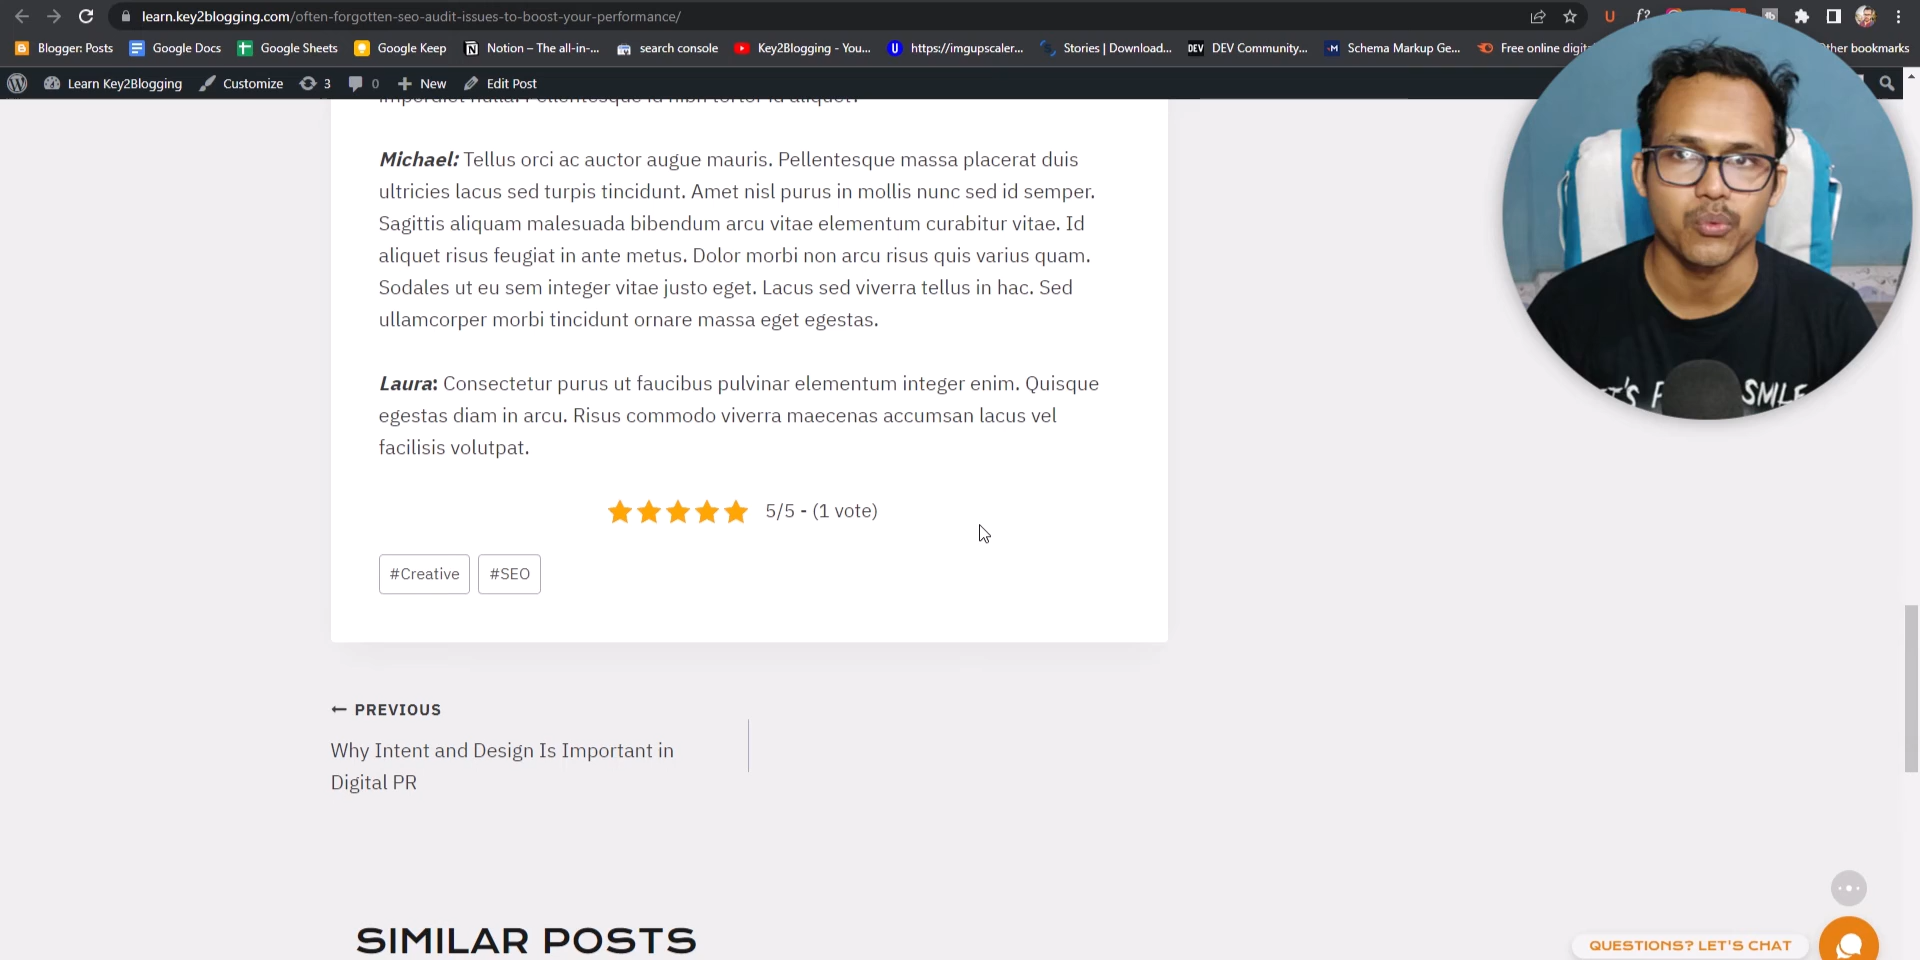 learn.key2blogging.com/often-forgotten-seo-audit-issues-to-boost-your-performance/
Blogger: Posts
Google Docs
Google Sheets
Google Keep
Notion – The all-in-...
search console
Key2Blogging - You...
https://imgupscaler...
Stories | Download...
DEV Community...
Schema Markup Ge...
Free online digit
ther bookmarks
Learn Key2Blogging
Customize
3
0
New
Edit Post
Michael: Tellus orci ac auctor augue mauris. Pellentesque massa placerat duis
ultricies lacus sed turpis tincidunt. Amet nisl purus in mollis nunc sed id semper.
Sagittis aliquam malesuada bibendum arcu vitae elementum curabitur vitae. Id
aliquet risus feugiat in ante metus. Dolor morbi non arcu risus quis varius quam.
Sodales ut eu sem integer vitae justo eget. Lacus sed viverra tellus in hac. Sed
ullamcorper morbi tincidunt ornare massa eget egestas.
Laura: Consectetur purus ut faucibus pulvinar elementum integer enim. Quisque
egestas diam in arcu. Risus commodo viverra maecenas accumsan lacus vel
facilisis volutpat.
5/5 - (1 vote)
#Creative
#SEO
← PREVIOUS
Why Intent and Design Is Important in
Digital PR
SIMILAR POSTS
QUESTIONS? LET'S CHAT